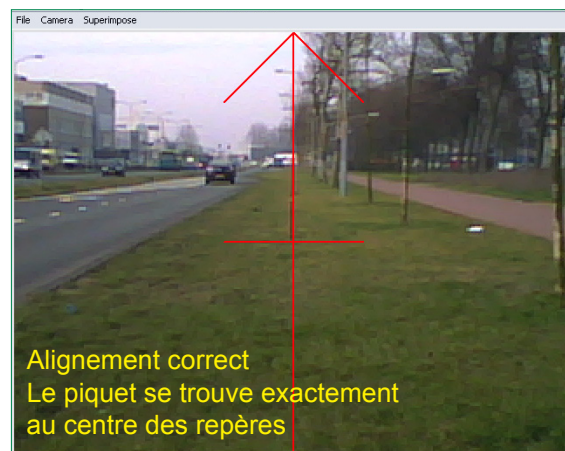 File Camera Superimpose
Alignement correct
Le piquet se trouve exactement
au centre des repères